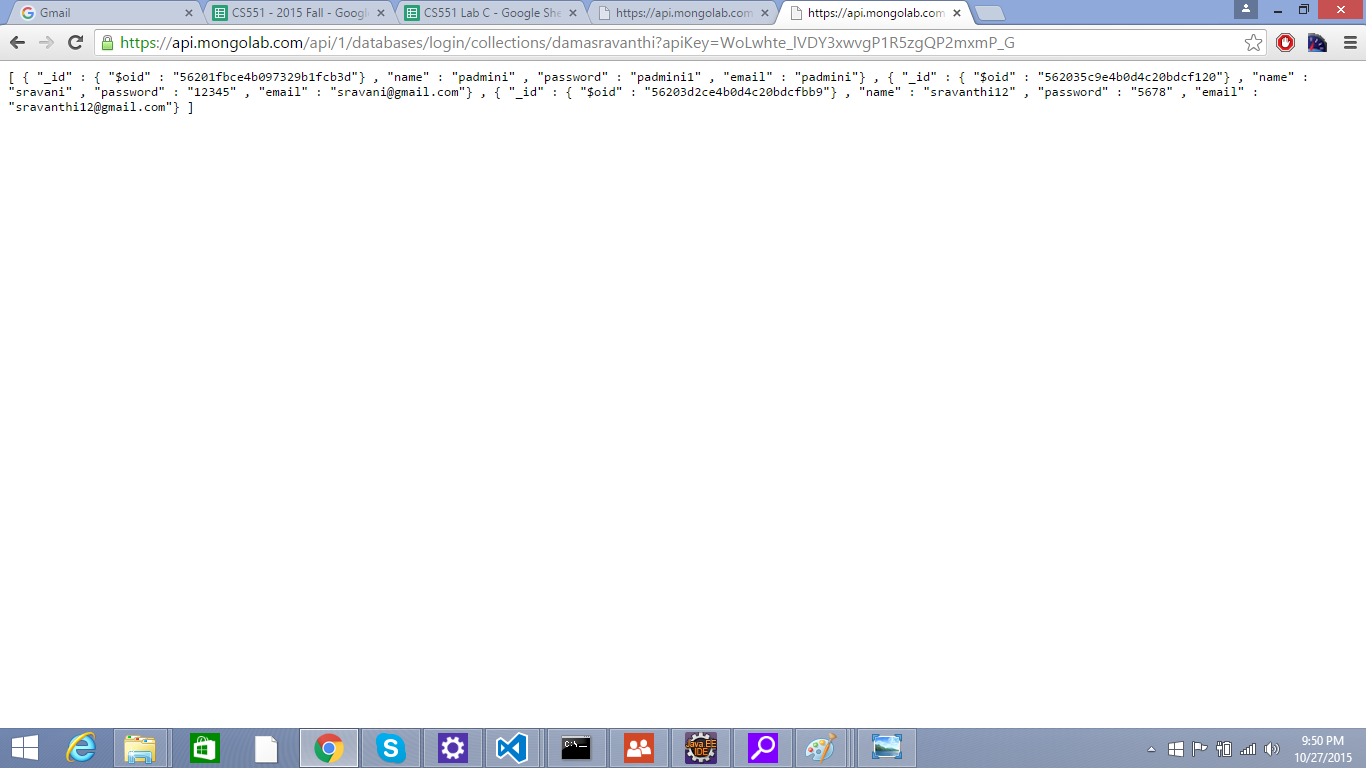 Gmail
CS551 - 2015 Fall - Google
CS551 Lab C - Google She
https://api.mongolab.com
https://api.mongolab.com
https://api.mongolab.com/api/1/databases/login/collections/damasravanthi?apiKey=WoLwhte_lVDY3xwvgP1R5zgQP2mxmP_G
[ { "_id" : { "$oid" : "56201fbce4b097329b1fcb3d"} , "name" : "padmini" , "password" : "padmini1" , "email" : "padmini"} , { "_id" : { "$oid" : "562035c9e4b0d4c20bdcf120"} , "name" :
"sravani" , "password" : "12345" , "email" : "sravani@gmail.com"} , { "_id" : { "$oid" : "56203d2ce4b0d4c20bdcfbb9"} , "name" : "sravanthi12" , "password" : "5678" , "email" :
"sravanthi12@gmail.com"} ]
C:\_
Java EE
IDE
9:50 PM
10/27/2015